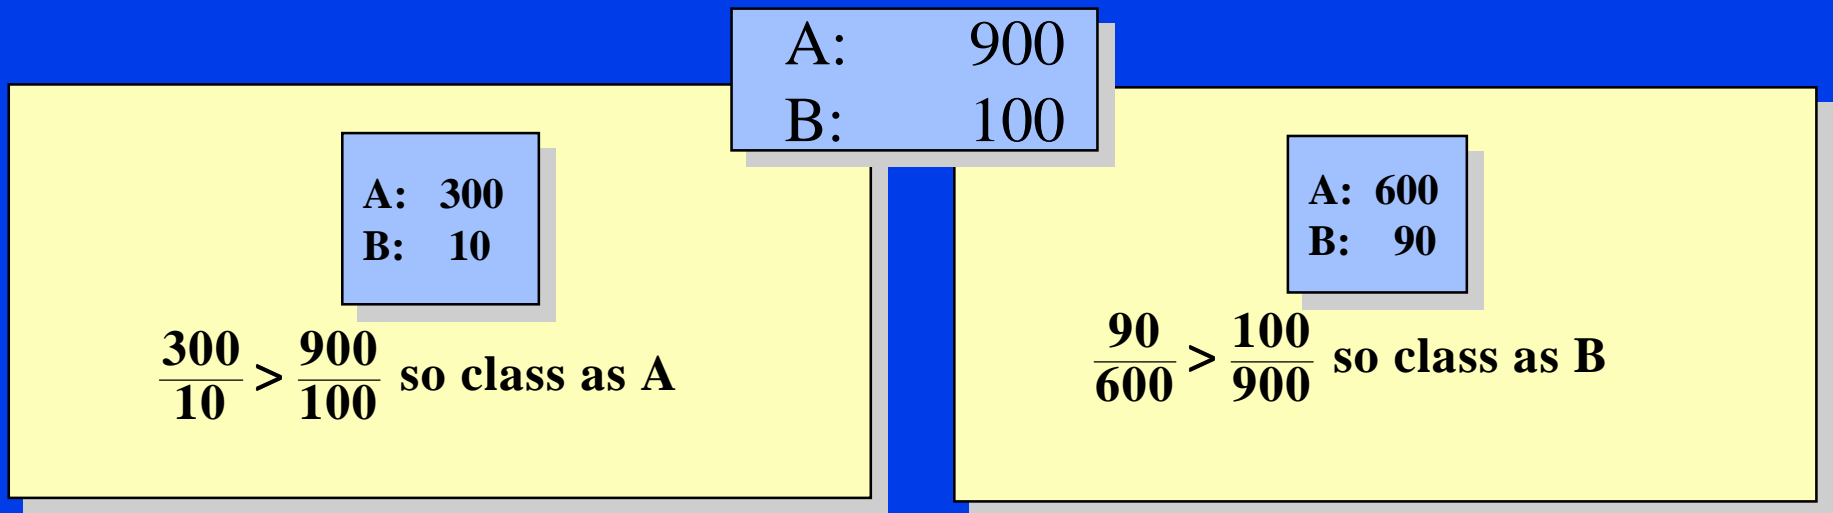 A: 900
B: 100
A: 300
B: 10
300/10 > 900/100 so class as A
A: 600
B: 90
90/600 > 100/900 so class as B